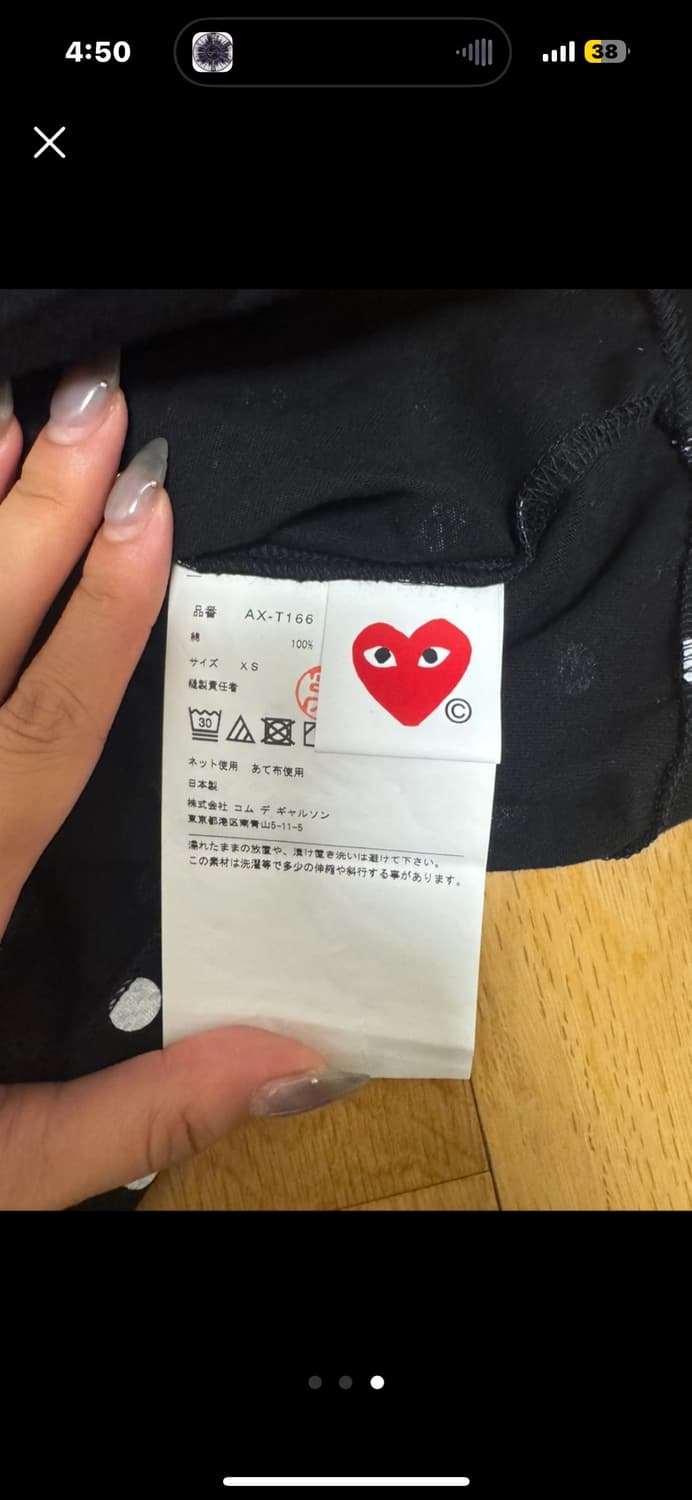 4:50
38
品番 AX-T166
綿 100%
サイズ XS
縫製責任者
30
ネット使用 あて布使用
日本製
株式会社 コム デ ギャルソン
東京都港区南青山5-11-5
濡れたままの放置や、漬け置き洗いは避けて下さい。
この素材は洗濯等で多少の伸縮や斜行する事があります。
©